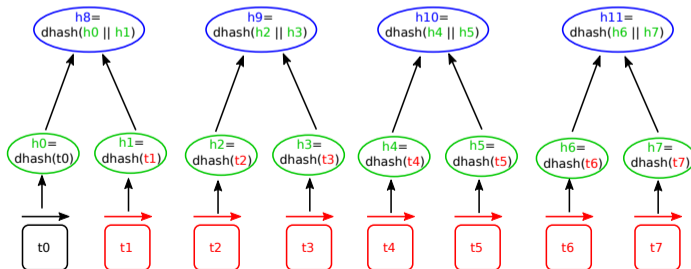 h8=
dhash(h0 || h1)
h9=
dhash(h2 || h3)
h10=
dhash(h4 || h5)
h11=
dhash(h6 || h7)
h0=
dhash(t0)
h1=
dhash(t1)
h2=
dhash(t2)
h3=
dhash(t3)
h4=
dhash(t4)
h5=
dhash(t5)
h6=
dhash(t6)
h7=
dhash(t7)
t0
t1
t2
t3
t4
t5
t6
t7